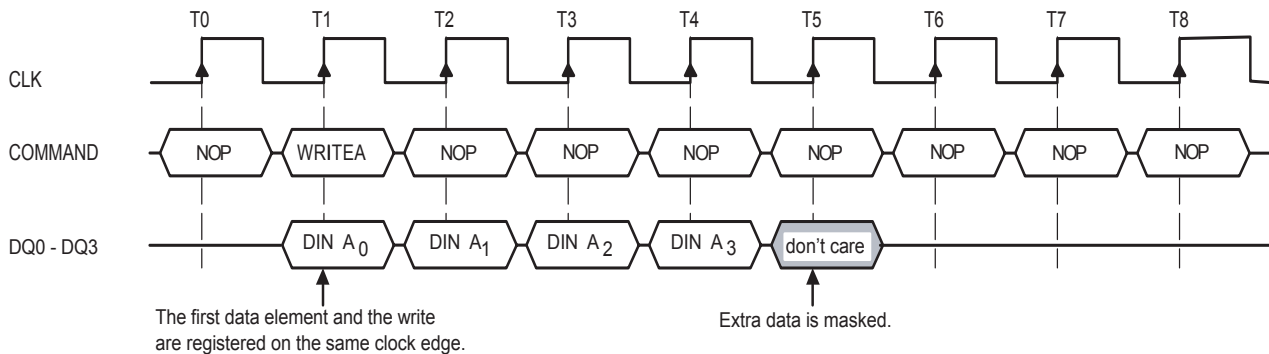 T0 T1 T2 T3 T4 T5 T6 T7 T8
CLK
COMMAND NOP WRITEA NOP NOP NOP NOP NOP NOP NOP
DQ0 - DQ3 DIN A0 DIN A1 DIN A2 DIN A3 don't care
The first data element and the write
are registered on the same clock edge.
Extra data is masked.